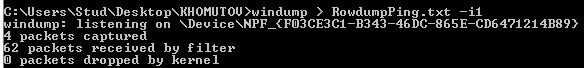 C:\Users\Stud\Desktop\KHOMUTOV>windump > RowdumpPing.txt -i1
windump: listening on \Device\NPF_{F03CE3C1-B343-46DC-865E-CD6471214B89}
4 packets captured
62 packets received by filter
0 packets dropped by kernel